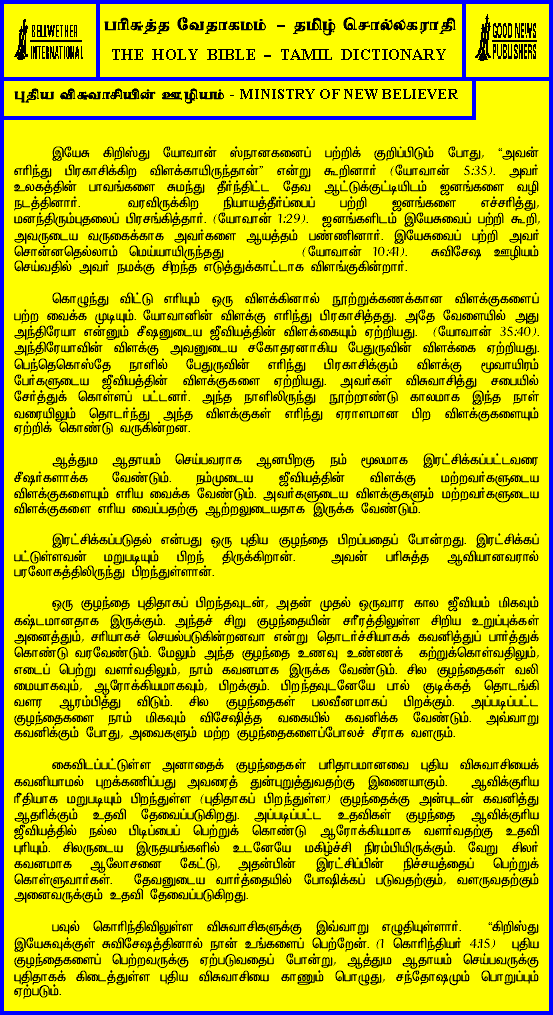 BELLWETHER
INTERNATIONAL
பரிசுத்த வேதாகமம் – தமிழ் சொல்லகராதி
THE HOLY BIBLE – TAMIL DICTIONARY
GOOD NEWS
PUBLISHERS
புதிய விசுவாசியின் ஊழியம் - MINISTRY OF NEW BELIEVER
இயேசு கிறிஸ்து யோவான் ஸ்நானகனைப் பற்றிக் குறிப்பிடும் போது, “அவன்
எரிந்து பிரகாசிக்கிற விளக்காயிருந்தான்” என்று கூறினார் (யோவான் 5:35). அவர்
உலகத்தின் பாவங்களை சுமந்து தீர்ந்திட்ட தேவ ஆட்டுக்குட்டியிடம் ஜனங்களை வழி
நடத்தினார். வரவிருக்கிற நியாயத்தீர்ப்பைப் பற்றி ஜனங்களை எச்சரித்து,
மனந்திரும்புதலைப் பிரசங்கித்தார். (யோவான் 1:29). ஜனங்களிடம் இயேசுவைப் பற்றி கூறி,
அவருடைய வருகைக்காக அவர்களை ஆயத்தம் பண்ணினார். இயேசுவைப் பற்றி அவர்
சொன்னதெல்லாம் மெய்யாயிருந்தது (யோவான் 10:41). சுவிசேஷ ஊழியம்
செய்வதில் அவர் நமக்கு சிறந்த எடுத்துக்காட்டாக விளங்குகின்றார்.
கொழுந்து விட்டு எரியும் ஒரு விளக்கினால் நூற்றுக்கணக்கான விளக்குகளைப்
பற்ற வைக்க முடியும். யோவானின் விளக்கு எரிந்து பிரகாசித்தது. அதே வேளையில் அது
அந்திரேயா என்னும் சீஷனுடைய ஜீவியத்தின் விளக்கையும் ஏற்றியது. (யோவான் 35:40).
அந்திரேயாவின் விளக்கு அவனுடைய சகோதரனாகிய பேதுருவின் விளக்கை ஏற்றியது.
பெந்தெகொஸ்தே நாளில் பேதுருவின் எரிந்து பிரகாசிக்கும் விளக்கு மூவாயிரம்
பேர்களுடைய ஜீவியத்தின் விளக்குகளை ஏற்றியது. அவர்கள் விசுவாசித்து சபையில்
சேர்த்துக் கொள்ளப் பட்டனர். அந்த நாளிலிருந்து நூற்றாண்டு காலமாக இந்த நாள்
வரையிலும் தொடர்ந்து அந்த விளக்குகள் எரிந்து ஏராளமான பிற விளக்குகளையும்
ஏற்றிக் கொண்டு வருகின்றன.
ஆத்தும ஆதாயம் செய்பவராக ஆனபிறகு நம் மூலமாக இரட்சிக்கப்பட்டவரை
சீஷர்களாக்க வேண்டும். நம்முடைய ஜீவியத்தின் விளக்கு மற்றவர்களுடைய
விளக்குகளையும் எரிய வைக்க வேண்டும். அவர்களுடைய விளக்குகளும் மற்றவர்களுடைய
விளக்குகளை எரிய வைப்பதற்கு ஆற்றலுடையதாக இருக்க வேண்டும்.
இரட்சிக்கப்படுதல் என்பது ஒரு புதிய குழந்தை பிறப்பதைப் போன்றது. இரட்சிக்கப்
பட்டுள்ளவன் மறுபடியும் பிறந் திருக்கிறான். அவன் பரிசுத்த ஆவியானவரால்
பரலோகத்திலிருந்து பிறந்துள்ளான்.
ஒரு குழந்தை புதிதாகப் பிறந்தவுடன், அதன் முதல் ஒருவார கால ஜீவியம் மிகவும்
கஷ்டமானதாக இருக்கும். அந்தச் சிறு குழந்தையின் சரீரத்திலுள்ள சிறிய உறுப்புக்கள்
அனைத்தும், சரியாகச் செயல்படுகின்றனவா என்று தொடர்ச்சியாகக் கவனித்துப் பார்த்துக்
கொண்டு வரவேண்டும். மேலும் அந்த குழந்தை உணவு உண்ணக் கற்றுக்கொள்வதிலும்,
எடைப் பெற்று வளர்வதிலும், நாம் கவனமாக இருக்க வேண்டும். சில குழந்தைகள் வலி
மையாகவும், ஆரோக்கியமாகவும், பிறக்கும். பிறந்தவுடனேயே பால் குடிக்கத் தொடங்கி
வளர ஆரம்பித்து விடும். சில குழந்தைகள் பலவீனமாகப் பிறக்கும். அப்படிப்பட்ட
குழந்தைகளை நாம் மிகவும் விசேஷித்த வகையில் கவனிக்க வேண்டும். அவ்வாறு
கவனிக்கும் போது, அவைகளும் மற்ற குழந்தைகளைப்போலச் சீராக வளரும்.
கைவிடப்பட்டுள்ள அனாதைக் குழந்தைகள் பரிதாபமானவை புதிய விசுவாசியைக்
கவனியாமல் புறக்கணிப்பது அவரைத் துன்புறுத்துவதற்கு இணையாகும். ஆவிக்குரிய
ரீதியாக மறுபடியும் பிறந்துள்ள (புதிதாகப் பிறந்துள்ள) குழந்தைக்கு அன்புடன் கவனித்து
ஆதரிக்கும் உதவி தேவைப்படுகிறது. அப்படிப்பட்ட உதவிகள் குழந்தை ஆவிக்குரிய
ஜீவியத்தில் நல்ல பிடிப்பைப் பெற்றுக் கொண்டு ஆரோக்கியமாக வளர்வதற்கு உதவி
புரியும். சிலருடைய இருதயங்களில் உடனேயே மகிழ்ச்சி நிரம்பியிருக்கும். வேறு சிலர்
கவனமாக ஆலோசனை கேட்டு, அதன்பின் இரட்சிப்பின் நிச்சயத்தைப் பெற்றுக்
கொள்ளுவார்கள். தேவனுடைய வார்த்தையில் போஷிக்கப் படுவதற்கும், வளருவதற்கும்
அனைவருக்கும் உதவி தேவைப்படுகிறது.
பவுல் கொரிந்திவிலுள்ள விசுவாசிகளுக்கு இவ்வாறு எழுதியுள்ளார். “கிறிஸ்து
இயேசுவுக்குள் சுவிசேஷத்தினால் நான் உங்களைப் பெற்றேன். (1 கொரிந்தியர் 4:15) புதிய
குழந்தைகளைப் பெற்றவருக்கு ஏற்படுவதைப் போன்று, ஆத்தும ஆதாயம் செய்பவருக்கு
புதிதாகக் கிடைத்துள்ள புதிய விசுவாசியை காணும் பொழுது, சந்தோஷமும் பொறுப்பும்
ஏற்படும்.